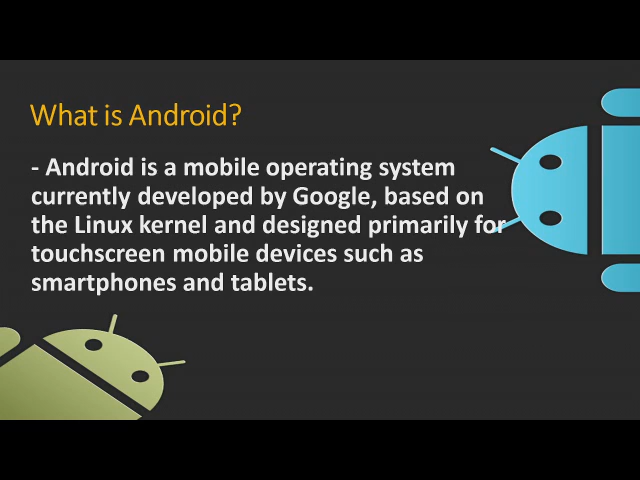 What is Android?
- Android is a mobile operating system
currently developed by Google, based on
the Linux kernel and designed primarily for
touchscreen mobile devices such as
smartphones and tablets.